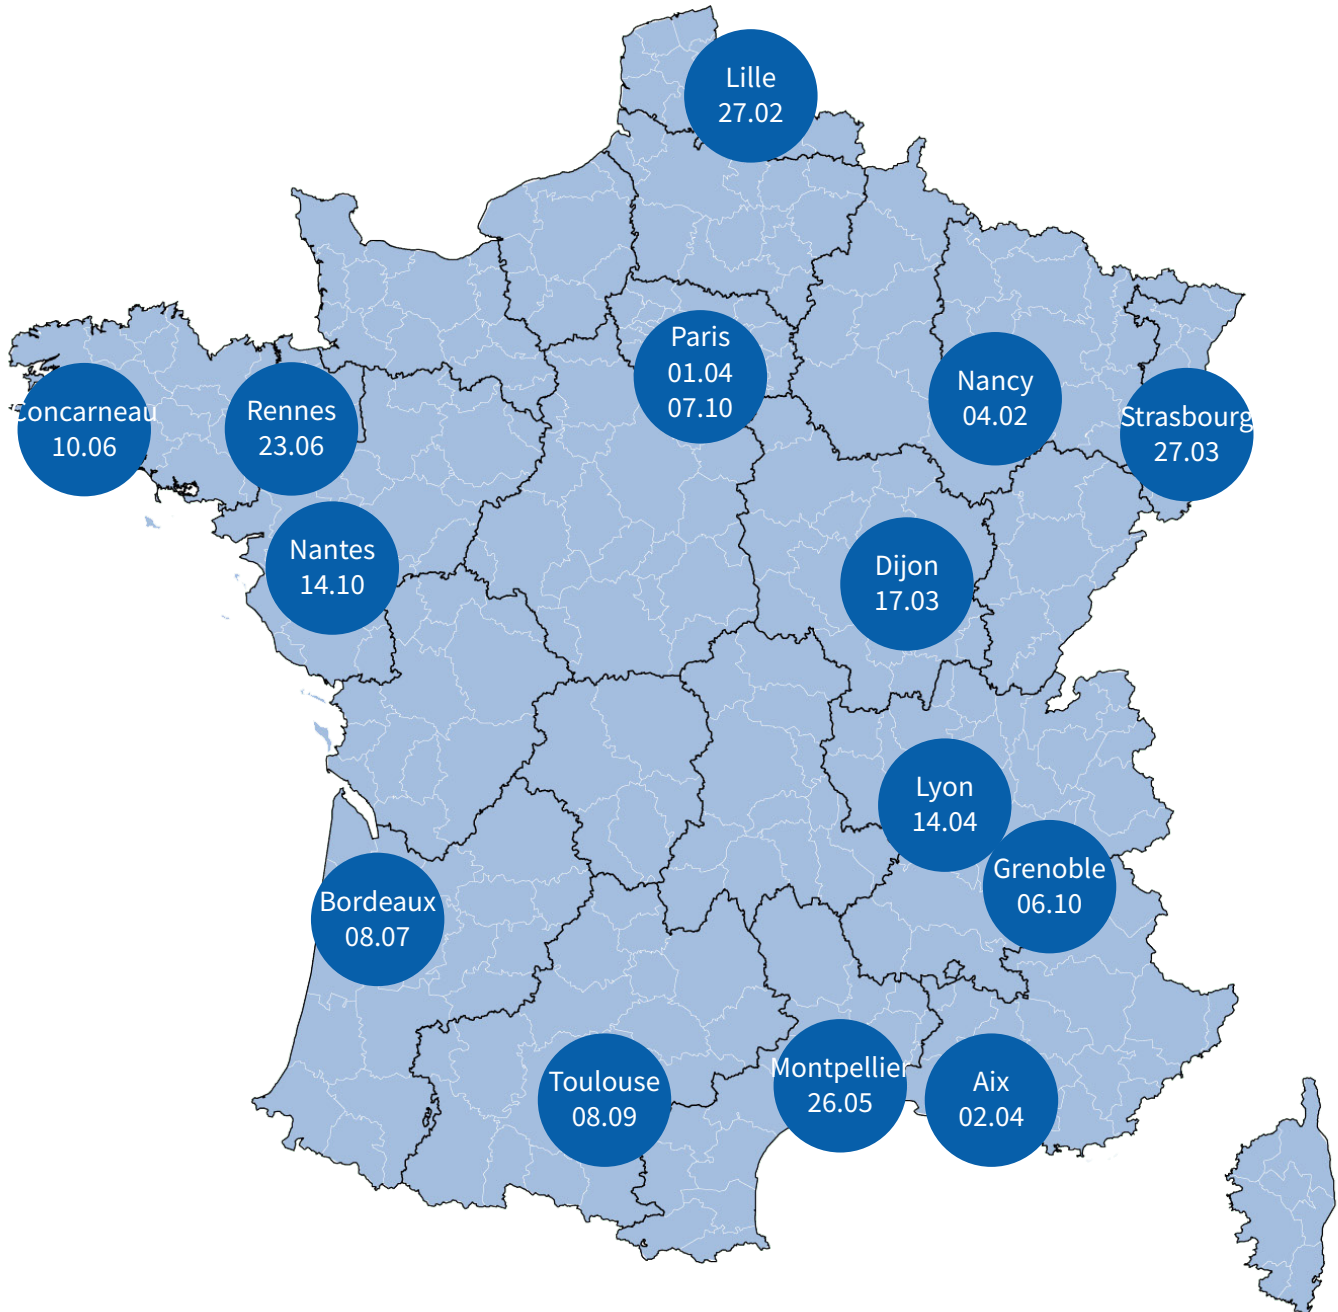 Lille
27.02
Paris
01.04
07.10
Nancy
04.02
Strasbourg
27.03
Concarneau
10.06
Rennes
23.06
Nantes
14.10
Dijon
17.03
Lyon
14.04
Grenoble
06.10
Bordeaux
08.07
Toulouse
08.09
Montpellier
26.05
Aix
02.04